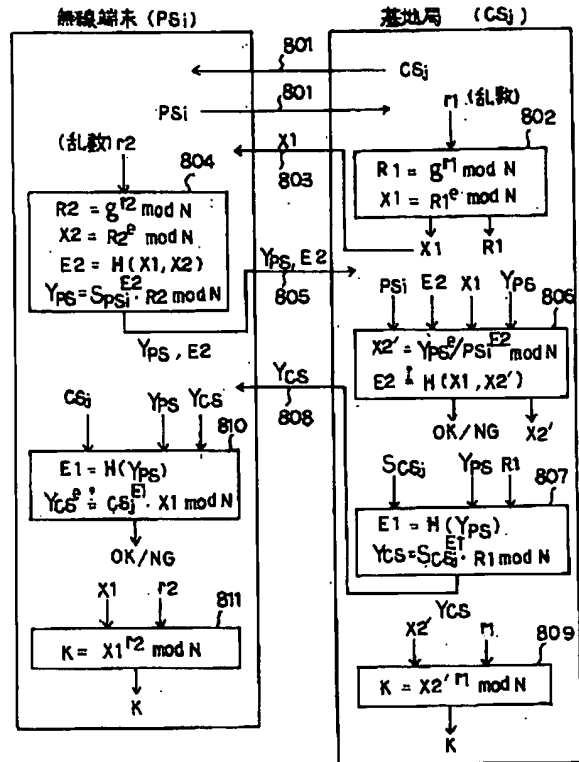 無線端末 (PSi)
基地局 (CSj)
801
CSj
PSi
801
r1 (乱数)
802
R1 = g^r1 mod N
X1 = R1^e mod N
X1
R1
X1
803
(乱数) r2
804
R2 = g^r2 mod N
X2 = R2^e mod N
E2 = H(X1, X2)
YPS = SPSi^E2 · R2 mod N
YPS, E2
YPS, E2
805
PSi E2 X1 YPS
806
X2' = YPS^e / PSi^E2 mod N
E2 ≟ H(X1, X2')
OK/NG
X2'
YCS
808
CSj YPS YCS
810
E1 = H(YPS)
YCS^e ≟ CSj^E1 · X1 mod N
OK/NG
SCSj YPS R1
807
E1 = H(YPS)
YCS = SCSj^E1 · R1 mod N
YCS
X1 r2
811
K = X1^r2 mod N
K
X2' r1
809
K = X2'^r1 mod N
K